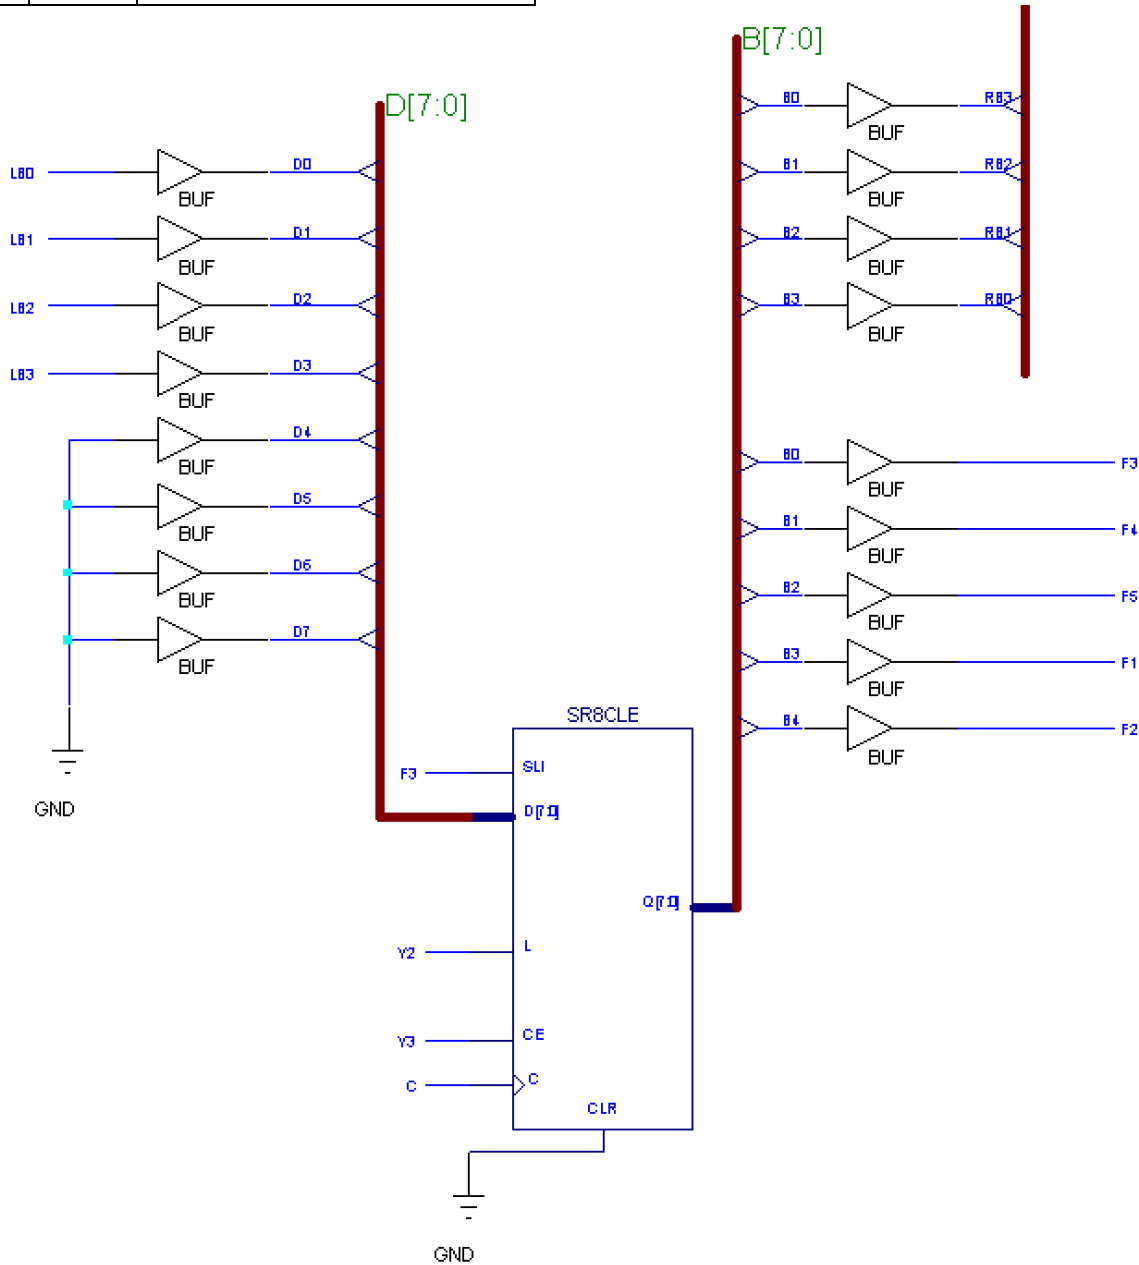 B[7:0]
D[7:0]
B0 BUF RB3
LB0 BUF D0
B1 BUF RB2
LB1 BUF D1
B2 BUF RB1
LB2 BUF D2
B3 BUF RB0
LB3 BUF D3
BUF D4
B0 BUF F3
BUF D5
B1 BUF F4
BUF D6
B2 BUF F5
BUF D7
B3 BUF F1
B4 BUF F2
SR8CLE
F3 SLI
GND
D[7:0]
Q[7:0]
Y2 L
Y3 CE
C C
CLR
GND